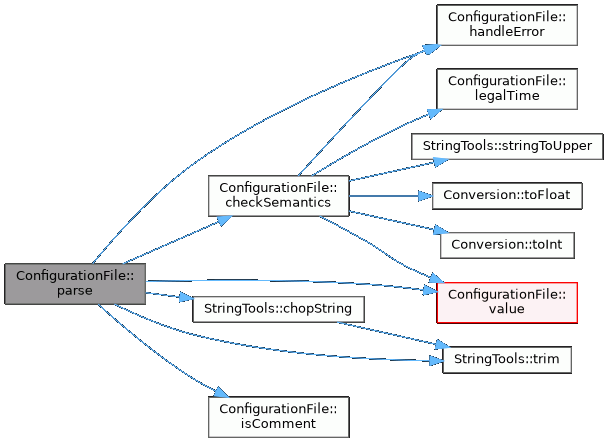 ConfigurationFile::
handleError
ConfigurationFile::
legalTime
StringTools::stringToUpper
ConfigurationFile::
checkSemantics
Conversion::toFloat
Conversion::toInt
ConfigurationFile::
parse
ConfigurationFile::
value
StringTools::chopString
StringTools::trim
ConfigurationFile::
isComment